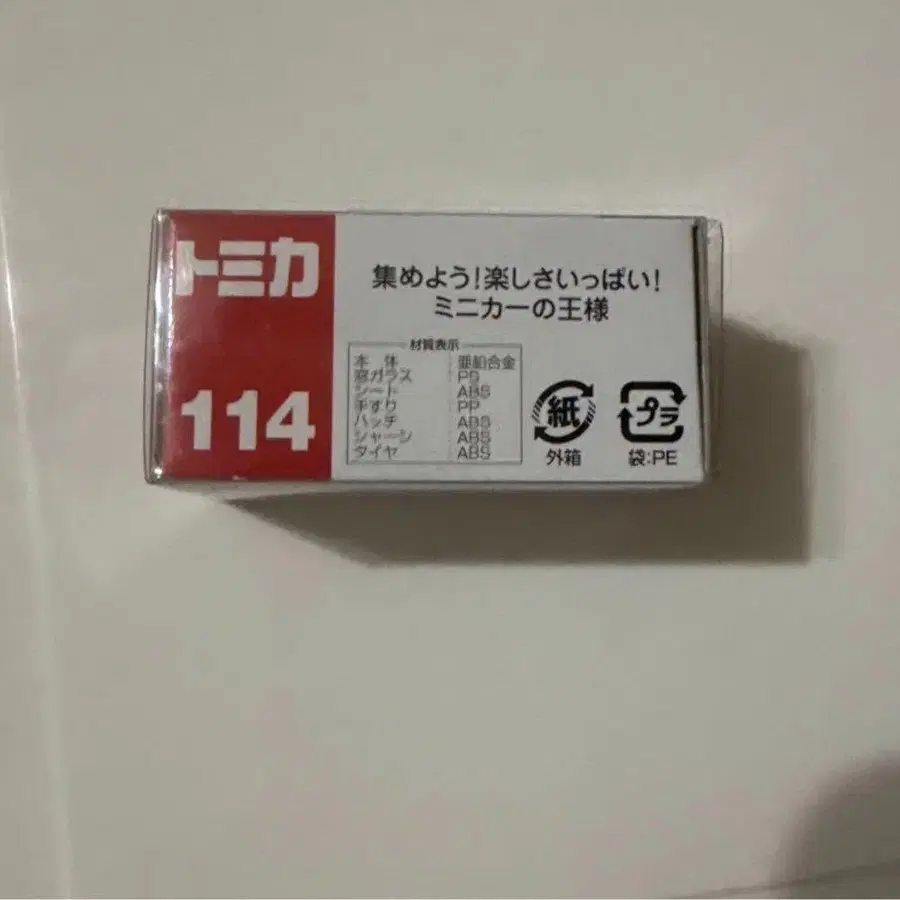 トミカ
114
集めよう!楽しさいっぱい!
ミニカーの王様
材質表示
本体 亜鉛合金
窓ガラス PS
シート ABS
手すり PP
ハッチ ABS
シャーシ ABS
タイヤ ABS
紙
外箱
プラ
袋:PE